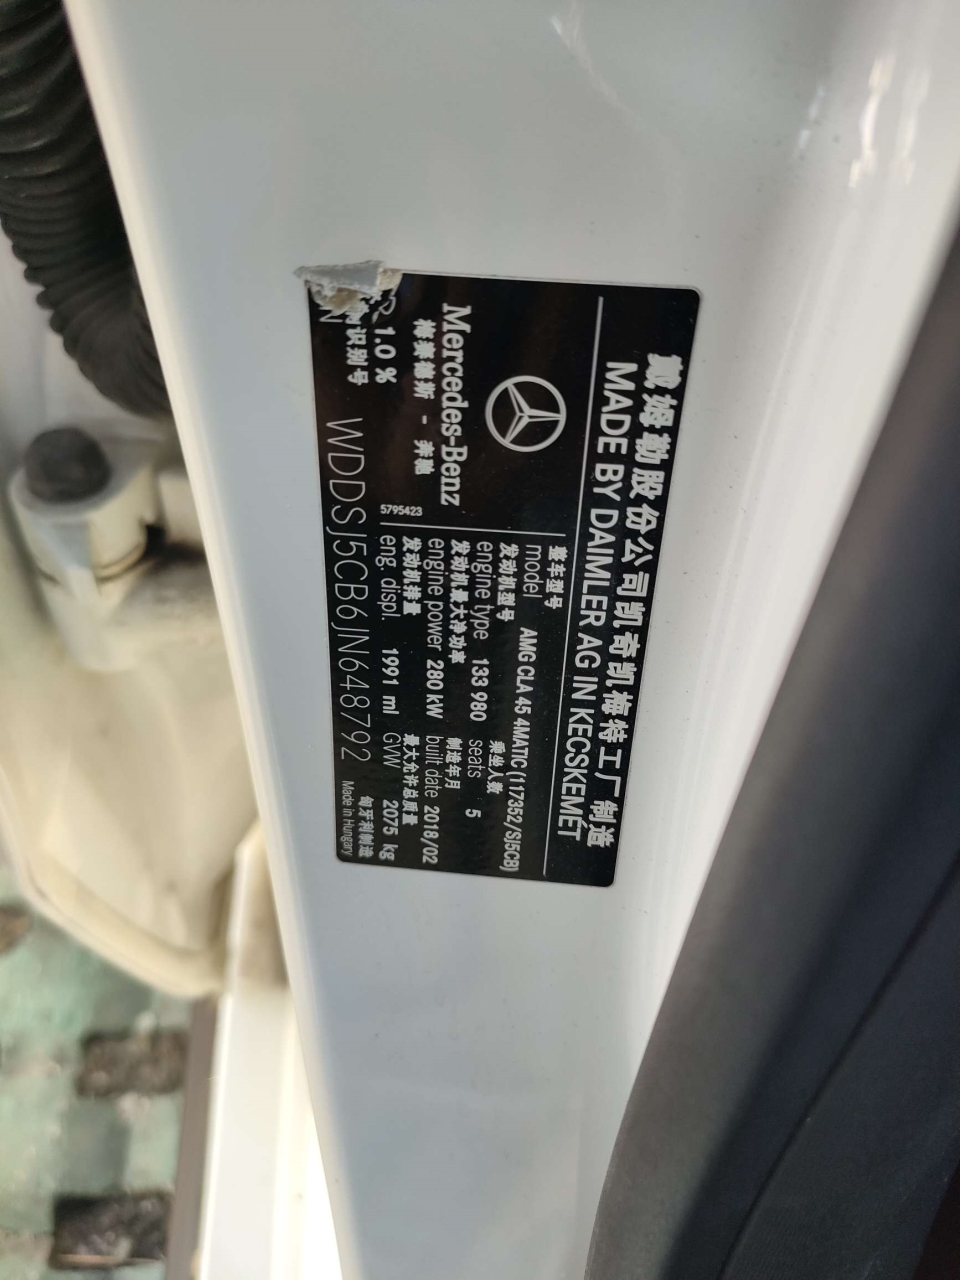 戴姆勒股份公司凯奇凯梅特工厂制造
MADE BY DAIMLER AG IN KECSKEMÉT
Mercedes-Benz
梅赛德斯 - 奔驰
R 1.0 %
5795423
整车型号
model AMG CLA 45 4MATIC (117352/SJ5CB)
发动机型号 乘坐人数
engine type 133 980 seats 5
发动机最大净功率 制造年月
engine power 280 kW built date 2018/02
发动机排量 最大允许总质量
eng. displ. 1991 ml GVW 2075 kg
识别号 匈牙利制造
N WDDSJ5CB6JN648792 Made in Hungary